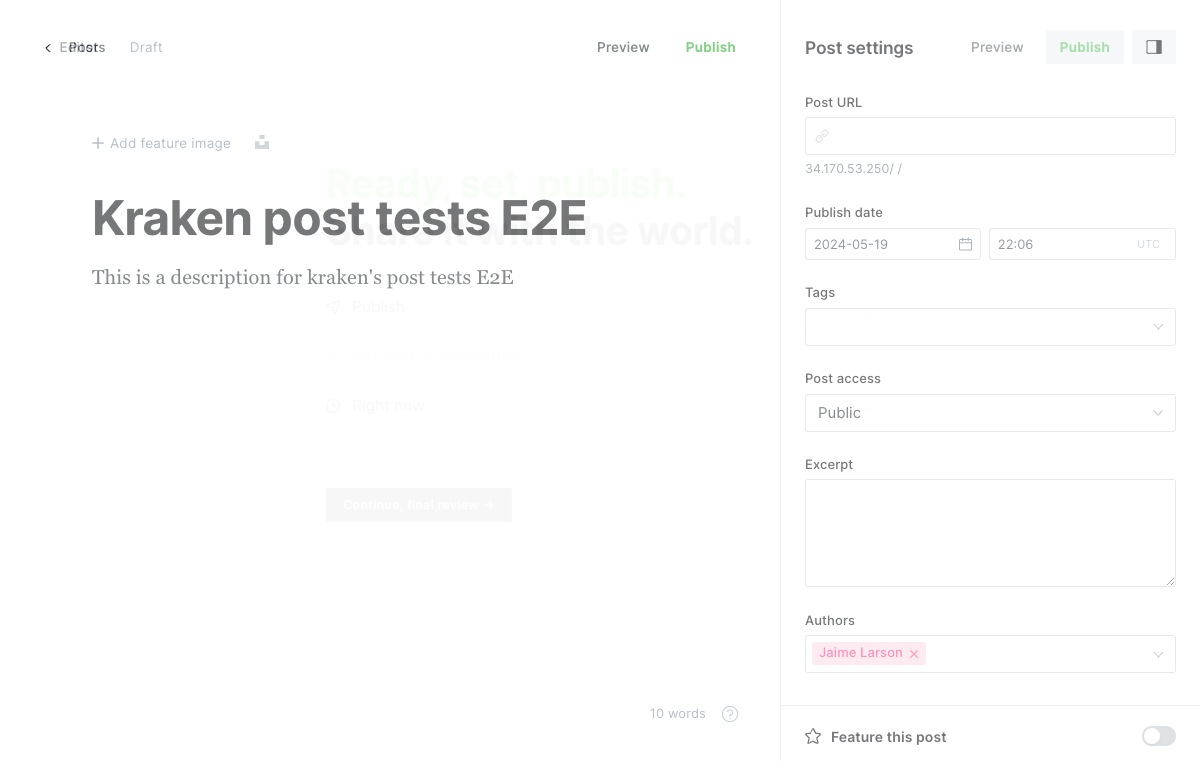 Editor
Posts
Draft
Preview
Publish
Add feature image
Ready, set, publish.
Share it with the world.
Kraken post tests E2E
This is a description for kraken's post tests E2E
Publish
Right now
Continue, final review →
10 words
?
Post settings
Preview
Publish
Post URL
34.170.53.250/ /
Publish date
2024-05-19
22:06
UTC
Tags
Post access
Public
Excerpt
Authors
Jaime Larson ×
Feature this post